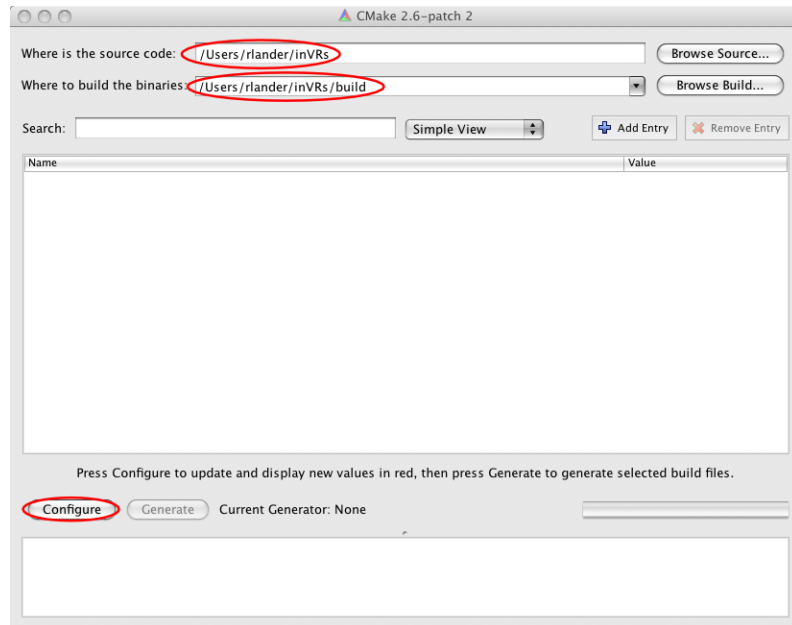 CMake 2.6-patch 2
Where is the source code: /Users/rlander/inVRs Browse Source...
Where to build the binaries: /Users/rlander/inVRs/build Browse Build...
Search: Simple View Add Entry Remove Entry
Name Value
Press Configure to update and display new values in red, then press Generate to generate selected build files.
Configure Generate Current Generator: None